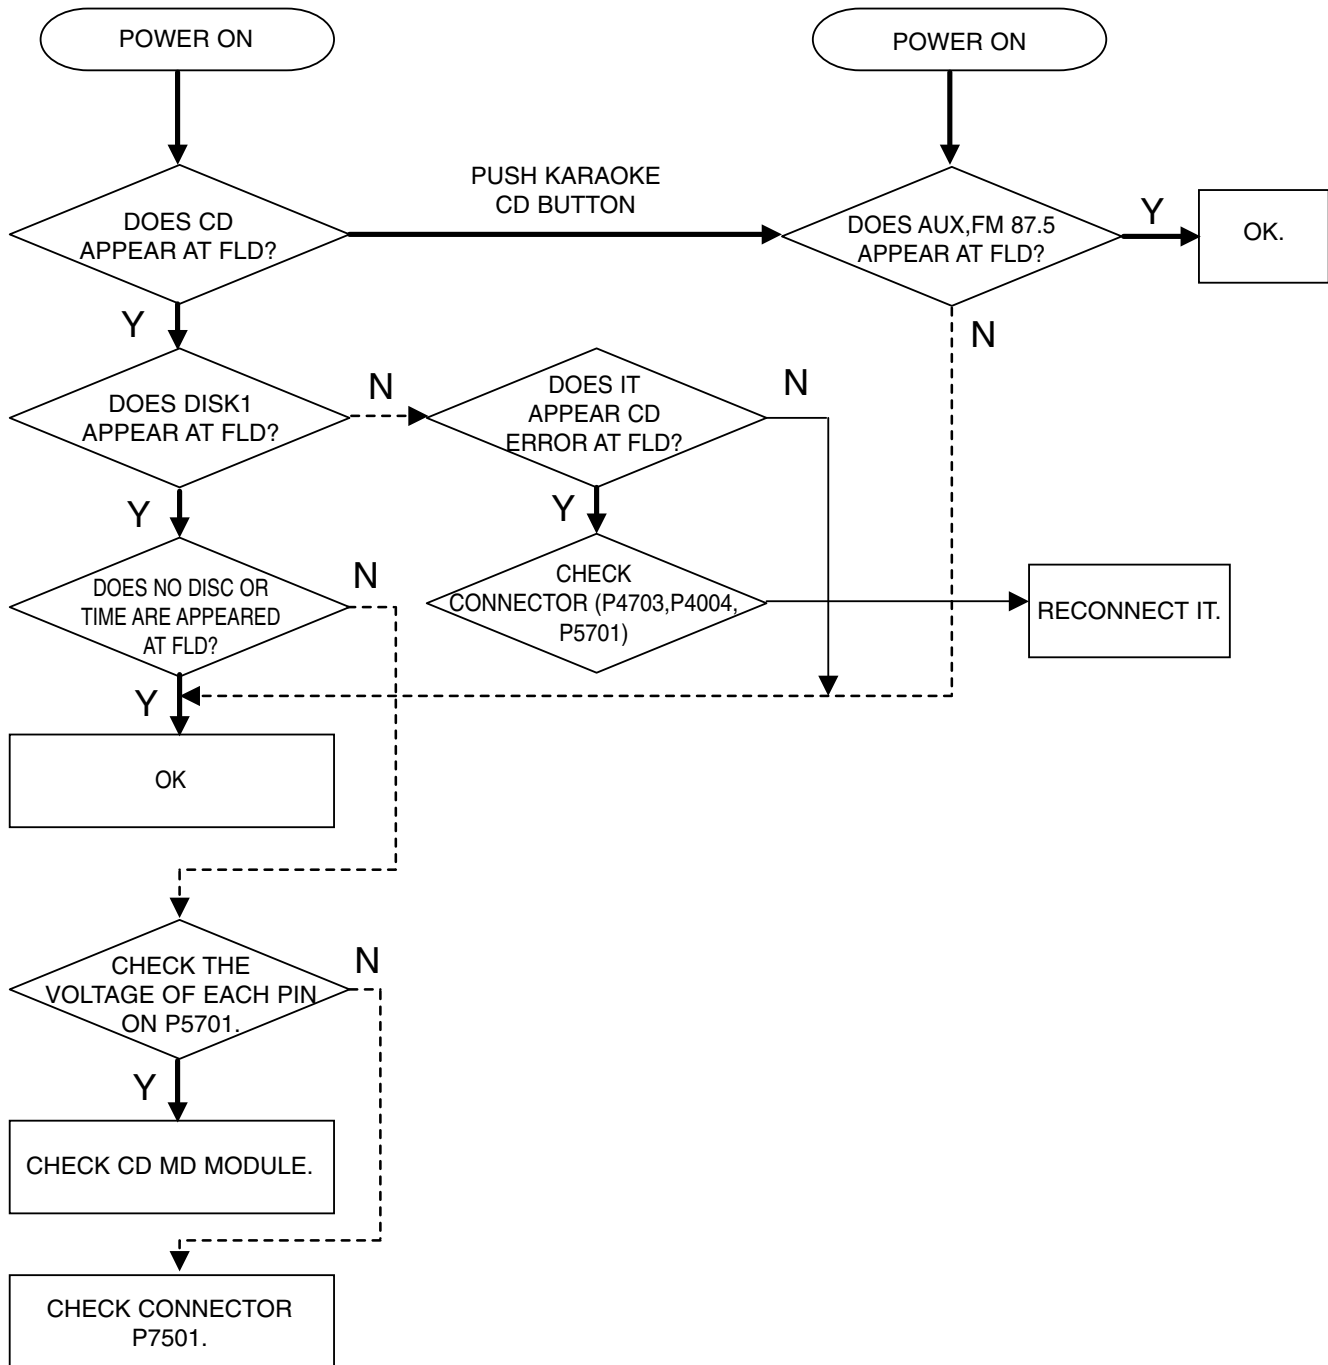 POWER ON
POWER ON
PUSH KARAOKE
CD BUTTON
DOES CD
APPEAR AT FLD?
DOES AUX,FM 87.5
APPEAR AT FLD?
Y
OK.
Y
N
DOES DISK1
APPEAR AT FLD?
N
DOES IT
APPEAR CD
ERROR AT FLD?
N
Y
Y
DOES NO DISC OR
TIME ARE APPEARED
AT FLD?
N
CHECK
CONNECTOR (P4703,P4004,
P5701)
RECONNECT IT.
Y
OK
CHECK THE
VOLTAGE OF EACH PIN
ON P5701.
N
Y
CHECK CD MD MODULE.
CHECK CONNECTOR
P7501.